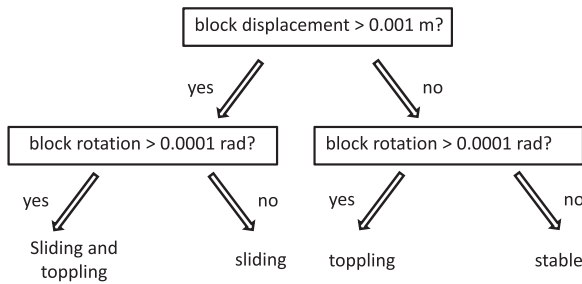 block displacement > 0.001 m?
yes
no
block rotation > 0.0001 rad?
block rotation > 0.0001 rad?
yes
no
yes
no
Sliding and
toppling
sliding
toppling
stable